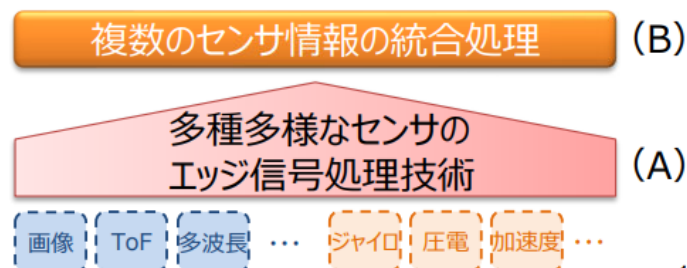 複数のセンサ情報の統合処理 （B）
多種多様なセンサの
エッジ信号処理技術 （A）
画像 ToF 多波長 … ジャイロ 圧電 加速度 …